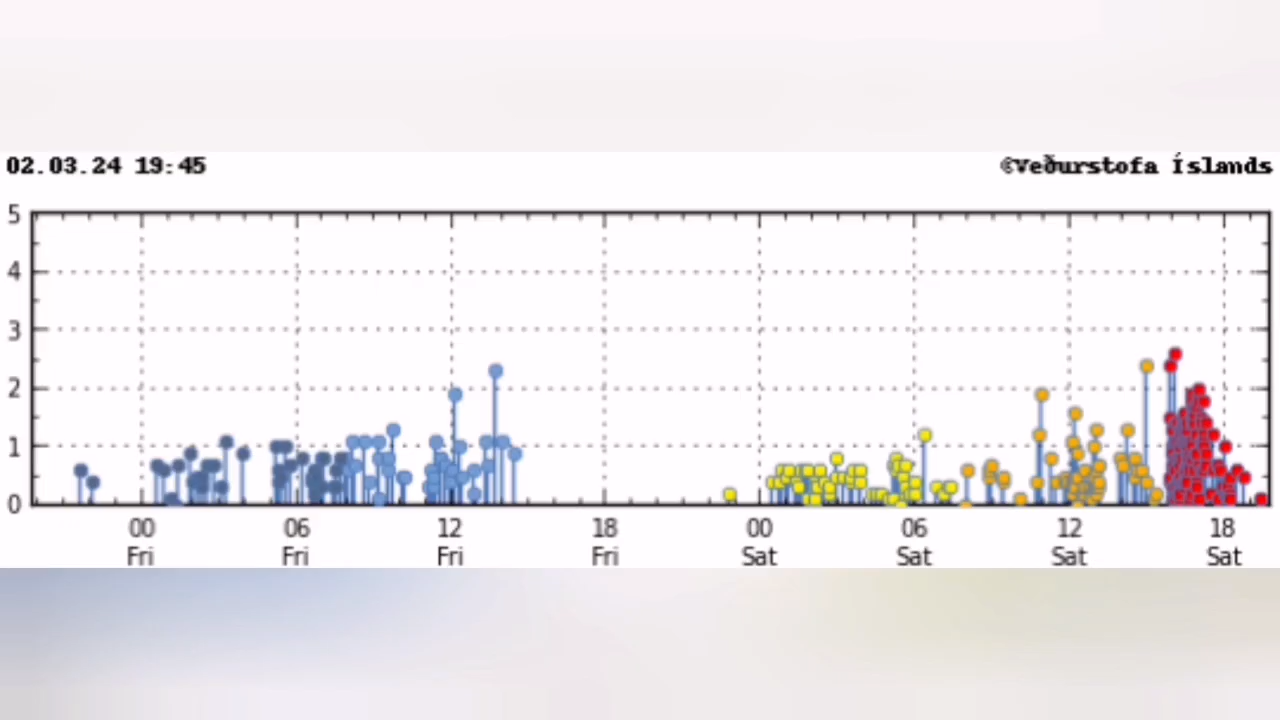 02.03.24 19:45
©Veðurstofa Íslands
5
4
3
2
1
0
00 06 12 18 00 06 12 18
Fri Fri Fri Fri Sat Sat Sat Sat